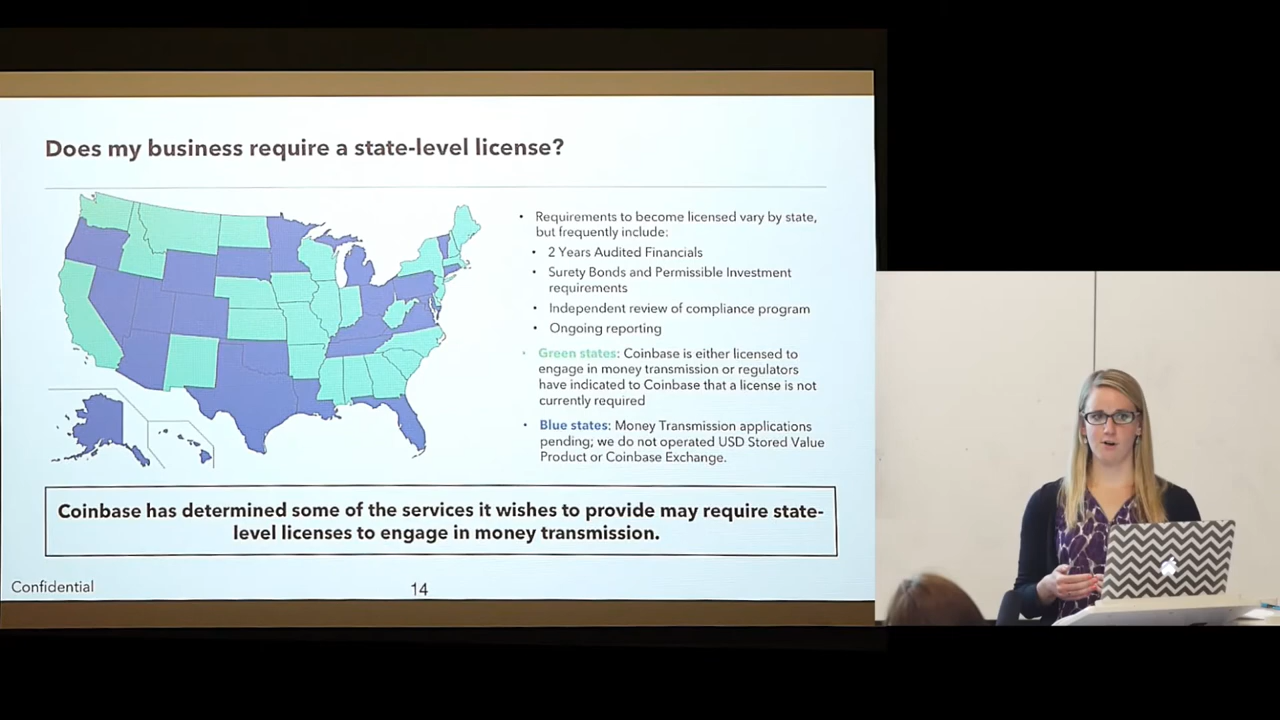 Does my business require a state-level license?
• Requirements to become licensed vary by state,
but frequently include:
• 2 Years Audited Financials
• Surety Bonds and Permissible Investment
requirements
• Independent review of compliance program
• Ongoing reporting
• Green states: Coinbase is either licensed to
engage in money transmission or regulators
have indicated to Coinbase that a license is not
currently required
• Blue states: Money Transmission applications
pending; we do not operated USD Stored Value
Product or Coinbase Exchange.
Coinbase has determined some of the services it wishes to provide may require state-
level licenses to engage in money transmission.
Confidential
14